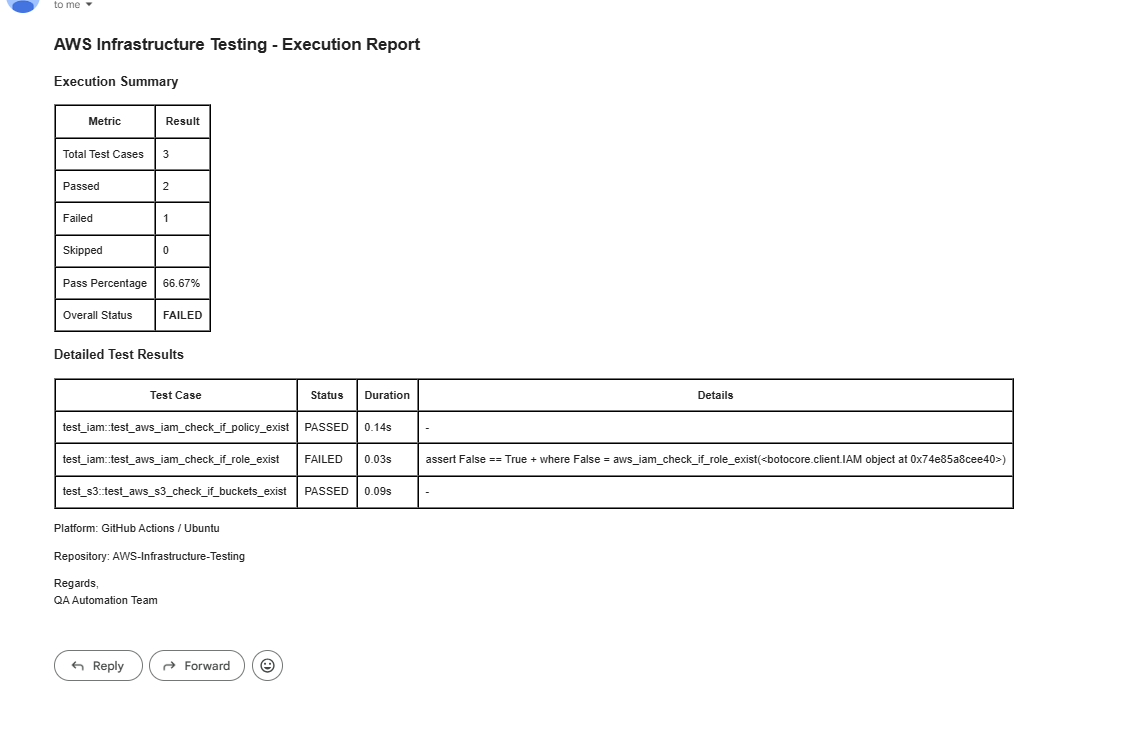 to me
AWS Infrastructure Testing - Execution Report
Execution Summary
Metric Result
Total Test Cases 3
Passed 2
Failed 1
Skipped 0
Pass Percentage 66.67%
Overall Status FAILED
Detailed Test Results
Test Case Status Duration Details
test_iam::test_aws_iam_check_if_policy_exist PASSED 0.14s -
test_iam::test_aws_iam_check_if_role_exist FAILED 0.03s assert False == True + where False = aws_iam_check_if_role_exist(<botocore.client.IAM object at 0x74e85a8cee40>)
test_s3::test_aws_s3_check_if_buckets_exist PASSED 0.09s -
Platform: GitHub Actions / Ubuntu
Repository: AWS-Infrastructure-Testing
Regards,
QA Automation Team
Reply Forward